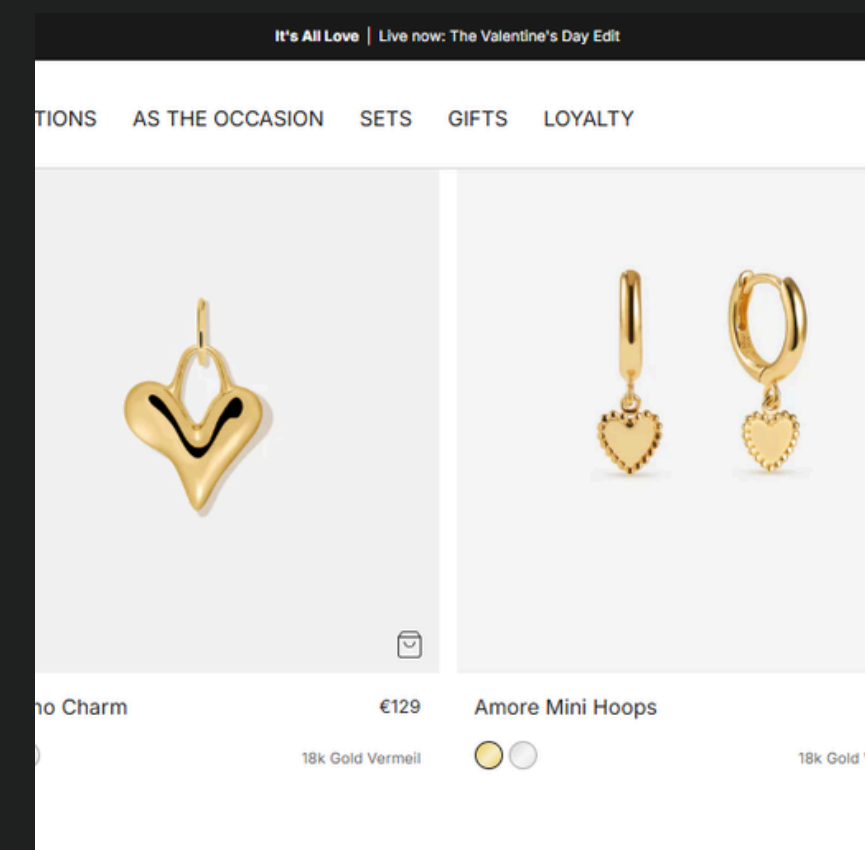 It's All Love | Live now: The Valentine's Day Edit
TIONS AS THE OCCASION SETS GIFTS LOYALTY
no Charm €129
18k Gold Vermeil
Amore Mini Hoops
18k Gold